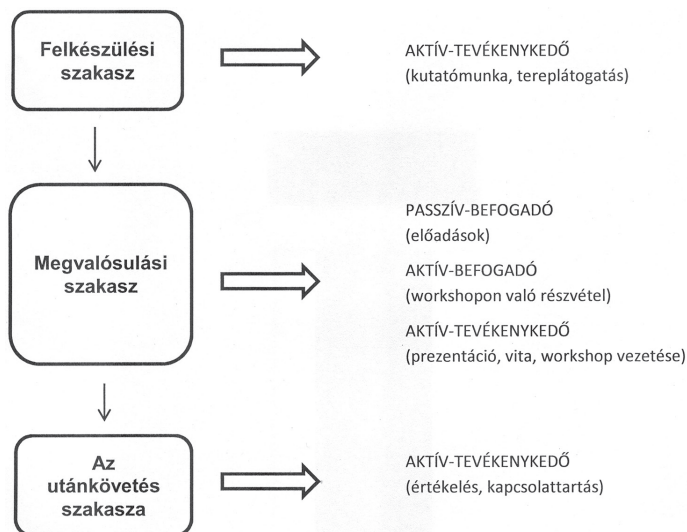 Felkészülési
szakasz
AKTÍV-TEVÉKENYKEDŐ
(kutatómunka, tereplátogatás)
Megvalósulási
szakasz
PASSZÍV-BEFOGADÓ
(előadások)
AKTÍV-BEFOGADÓ
(workshopon való részvétel)
AKTÍV-TEVÉKENYKEDŐ
(prezentáció, vita, workshop vezetése)
Az
utánkövetés
szakasza
AKTÍV-TEVÉKENYKEDŐ
(értékelés, kapcsolattartás)